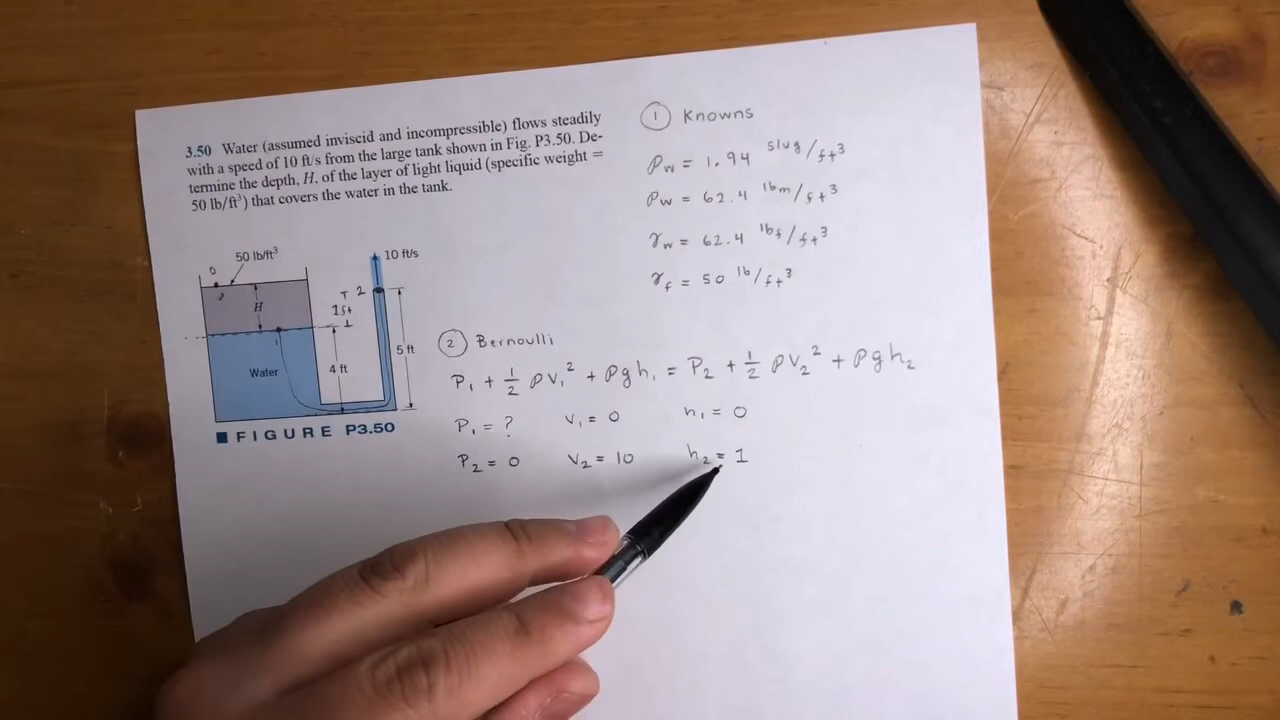 3.50 Water (assumed inviscid and incompressible) flows steadily
with a speed of 10 ft/s from the large tank shown in Fig. P3.50. De-
termine the depth, H, of the layer of light liquid (specific weight =
50 lb/ft³) that covers the water in the tank.
50 lb/ft³
10 ft/s
0
2
H
1ft
1
5 ft
4 ft
Water
■ FIGURE P3.50
① Knowns
ρw = 1.94 slug/ft³
ρw = 62.4 lbm/ft³
γw = 62.4 lbf/ft³
γf = 50 lb/ft³
② Bernoulli
P₁ + ½ ρv₁² + ρgh₁ = P₂ + ½ ρv₂² + ρgh₂
P₁ = ? v₁ = 0 h₁ = 0
P₂ = 0 v₂ = 10 h₂ = 1